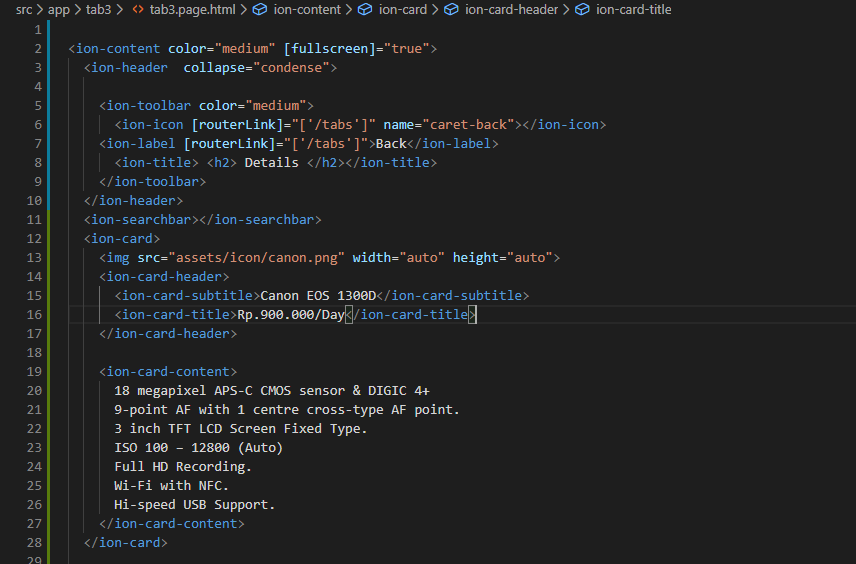 src > app > tab3 > <> tab3.page.html > ion-content > ion-card > ion-card-header > ion-card-title
1
2 <ion-content color="medium" [fullscreen]="true">
3 <ion-header  collapse="condense">
4
5 <ion-toolbar color="medium">
6 <ion-icon [routerLink]="['/tabs']" name="caret-back"></ion-icon>
7 <ion-label [routerLink]="['/tabs']">Back</ion-label>
8 <ion-title> <h2> Details </h2></ion-title>
9 </ion-toolbar>
10 </ion-header>
11 <ion-searchbar></ion-searchbar>
12 <ion-card>
13 <img src="assets/icon/canon.png" width="auto" height="auto">
14 <ion-card-header>
15 <ion-card-subtitle>Canon EOS 1300D</ion-card-subtitle>
16 <ion-card-title>Rp.900.000/Day</ion-card-title>
17 </ion-card-header>
18
19 <ion-card-content>
20 18 megapixel APS-C CMOS sensor & DIGIC 4+
21 9-point AF with 1 centre cross-type AF point.
22 3 inch TFT LCD Screen Fixed Type.
23 ISO 100 – 12800 (Auto)
24 Full HD Recording.
25 Wi-Fi with NFC.
26 Hi-speed USB Support.
27 </ion-card-content>
28 </ion-card>
29